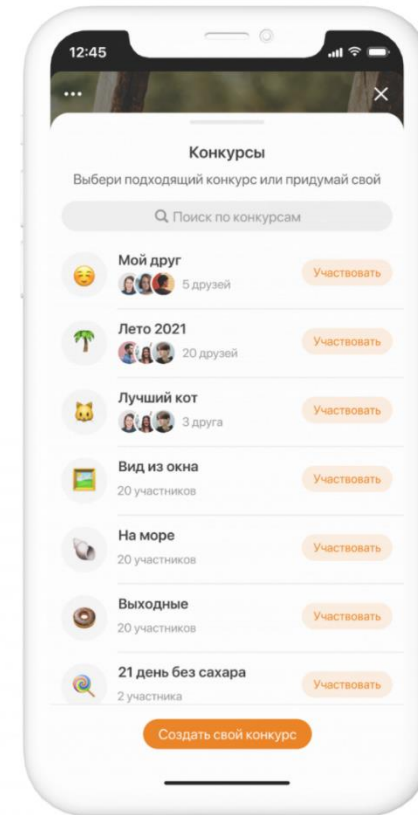 12:45
Конкурсы
Выбери подходящий конкурс или придумай свой
Поиск по конкурсам
Мой друг
5 друзей
Участвовать
Лето 2021
20 друзей
Участвовать
Лучший кот
3 друга
Участвовать
Вид из окна
20 участников
Участвовать
На море
20 участников
Участвовать
Выходные
20 участников
Участвовать
21 день без сахара
2 участника
Участвовать
Создать свой конкурс